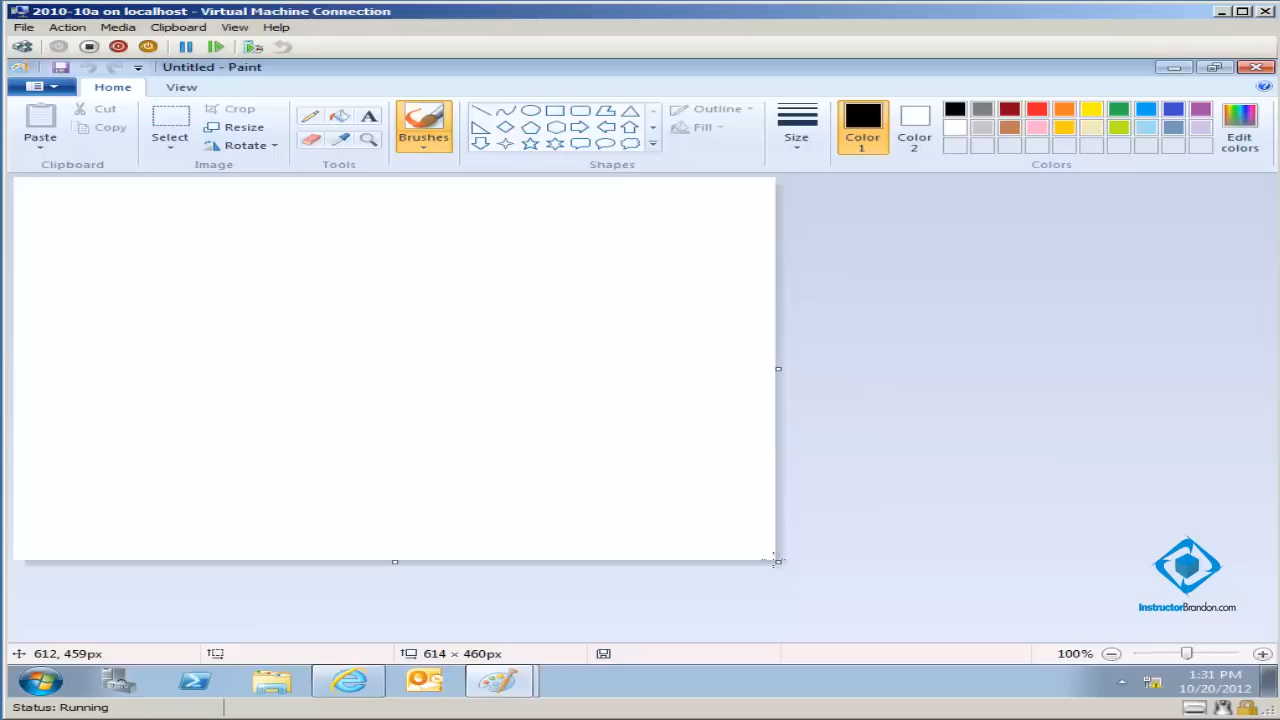 2010-10a on localhost - Virtual Machine Connection
File Action Media Clipboard View Help
Untitled - Paint
Home View
Paste
Cut
Copy
Clipboard
Select
Crop
Resize
Rotate
Image
A
Tools
Brushes
Shapes
Outline
Fill
Size
Color 1
Color 2
Edit colors
Colors
InstructorBrandon.com
612, 459px
614 × 460px
100%
1:31 PM
10/20/2012
Status: Running